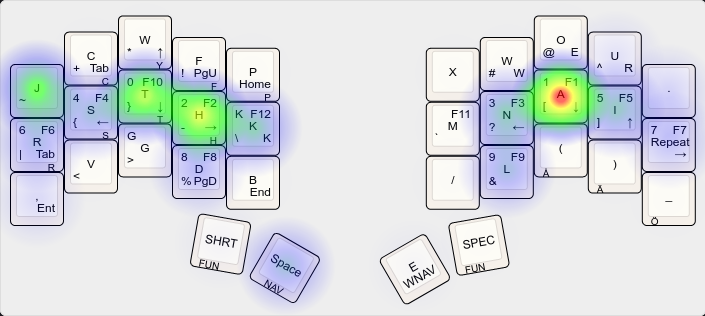 J
~
6 F6
R
| Tab
R
,
Ent
C
+ Tab
C
4 F4
S
{ ←
S
V
<
W
* ↑
Y
0 F10
T
} ↓
T
G
G
>
F
! PgU
F
2 F2
H
- →
H
8 F8
D
% PgD
P
Home
P
K F12
K
\ K
B
End
SHRT
FUN
Space
NAV
X
F11
M
`
/
W
# W
3 F3
N
? ←
9 F9
L
&
O
@ E
1 F1
A
[ ↓
(
Å
U
^ R
5 F5
I
] ↑
)
Ä
.
7 F7
Repeat
→
_
Ö
E
WNAV
SPEC
FUN